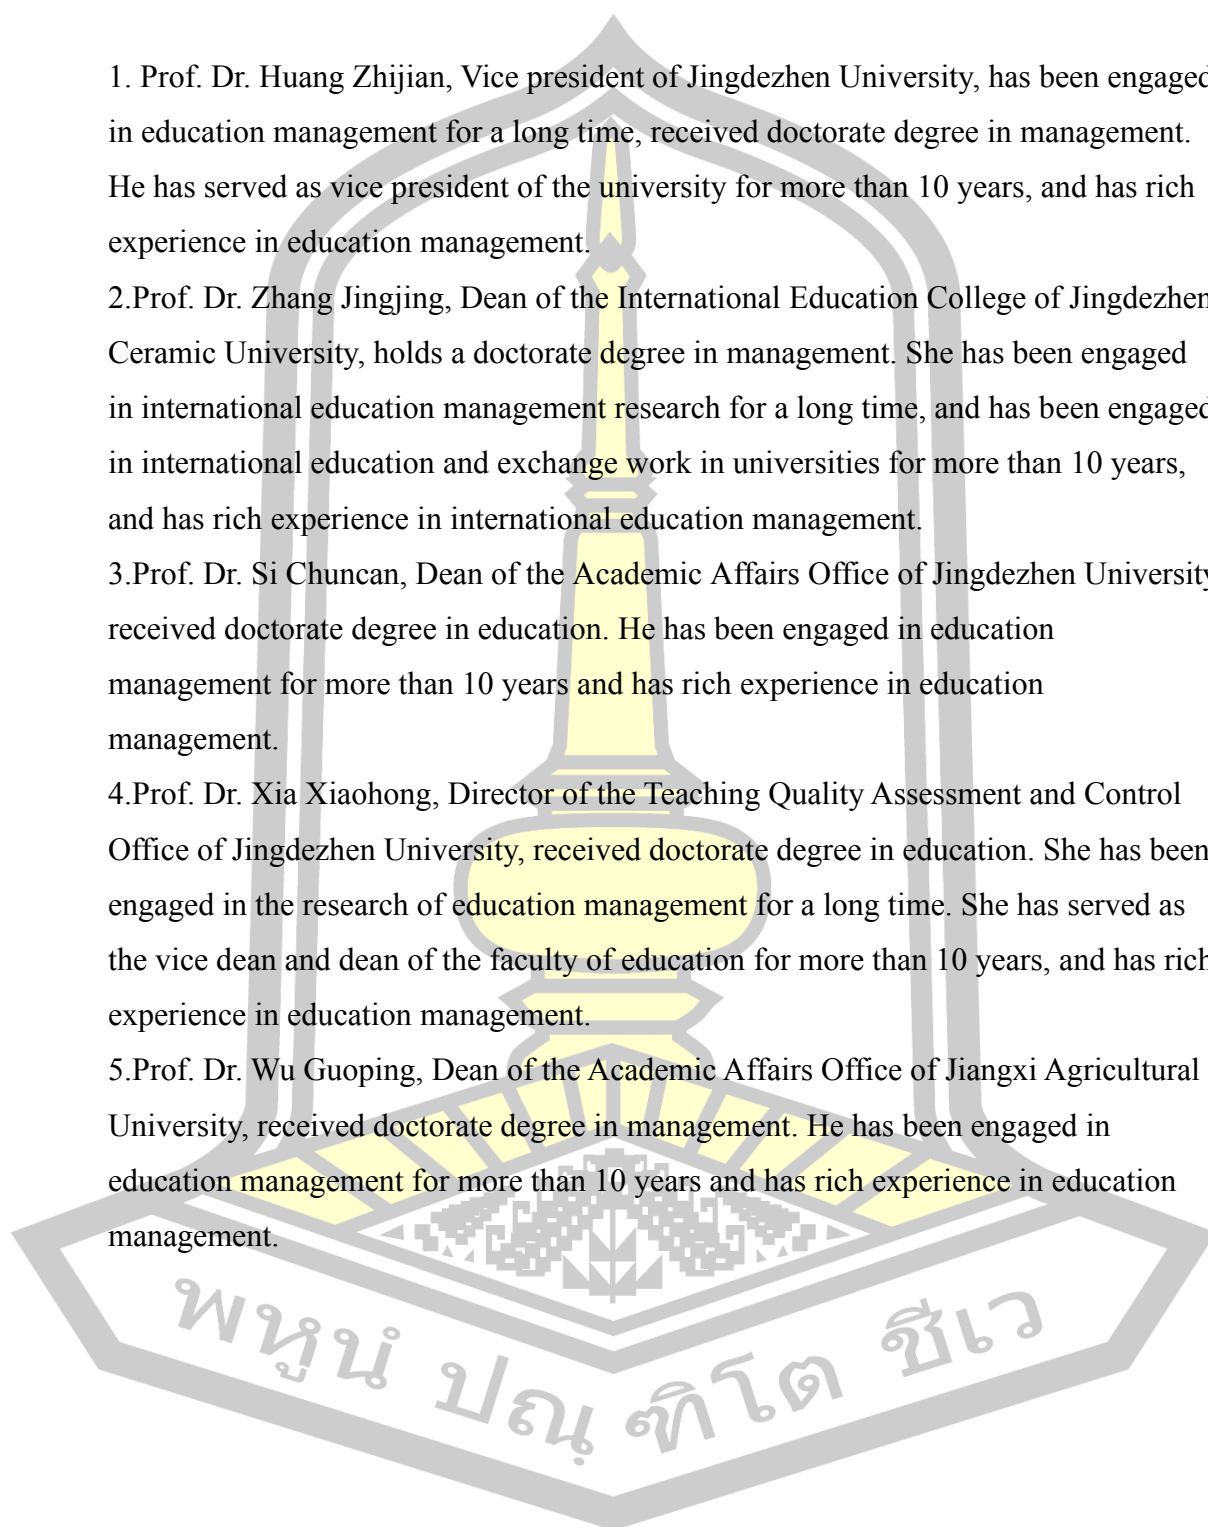 1. Prof. Dr. Huang Zhijian, Vice president of Jingdezhen University, has been engaged
in education management for a long time, received doctorate degree in management.
He has served as vice president of the university for more than 10 years, and has rich
experience in education management.
2.Prof. Dr. Zhang Jingjing, Dean of the International Education College of Jingdezhen
Ceramic University, holds a doctorate degree in management. She has been engaged
in international education management research for a long time, and has been engaged
in international education and exchange work in universities for more than 10 years,
and has rich experience in international education management.
3.Prof. Dr. Si Chuncan, Dean of the Academic Affairs Office of Jingdezhen University
received doctorate degree in education. He has been engaged in education
management for more than 10 years and has rich experience in education
management.
4.Prof. Dr. Xia Xiaohong, Director of the Teaching Quality Assessment and Control
Office of Jingdezhen University, received doctorate degree in education. She has been
engaged in the research of education management for a long time. She has served as
the vice dean and dean of the faculty of education for more than 10 years, and has rich
experience in education management.
5.Prof. Dr. Wu Guoping, Dean of the Academic Affairs Office of Jiangxi Agricultural
University, received doctorate degree in management. He has been engaged in
education management for more than 10 years and has rich experience in education
management.
พหูนํ ปณฺฑิโต ชีเว